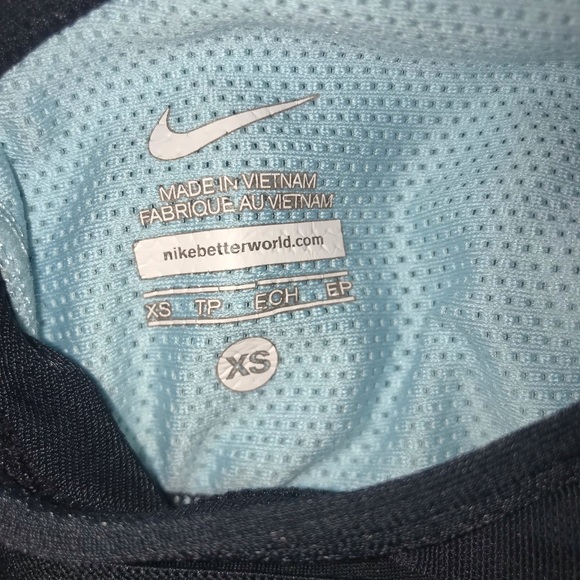 MADE IN VIETNAM
FABRIQUE AU VIETNAM
nikebetterworld.com
XS TP ECH EP
XS